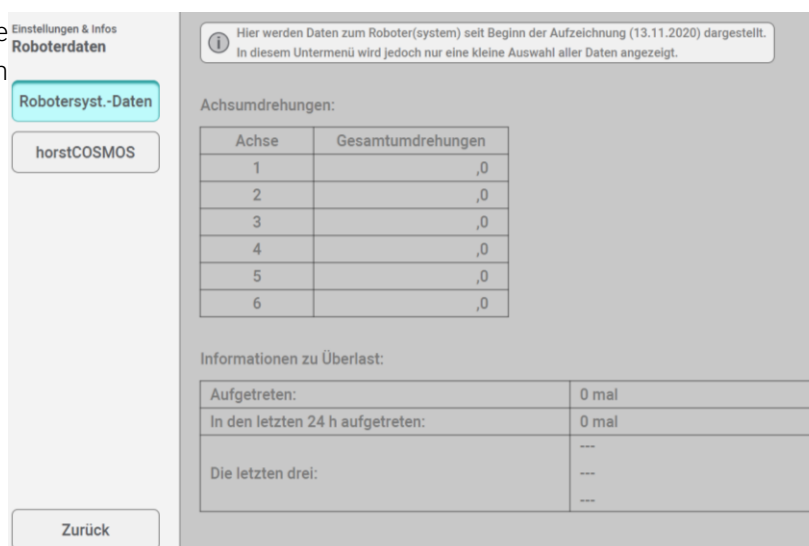 e
n
Einstellungen & Infos
Roboterdaten
Robotersyst.-Daten
horstCOSMOS
Zurück
Hier werden Daten zum Roboter(system) seit Beginn der Aufzeichnung (13.11.2020) dargestellt.
In diesem Untermenü wird jedoch nur eine kleine Auswahl aller Daten angezeigt.
Achsumdrehungen:
Achse Gesamtumdrehungen
1 ,0
2 ,0
3 ,0
4 ,0
5 ,0
6 ,0
Informationen zu Überlast:
Aufgetreten: 0 mal
In den letzten 24 h aufgetreten: 0 mal
Die letzten drei:
---
---
---